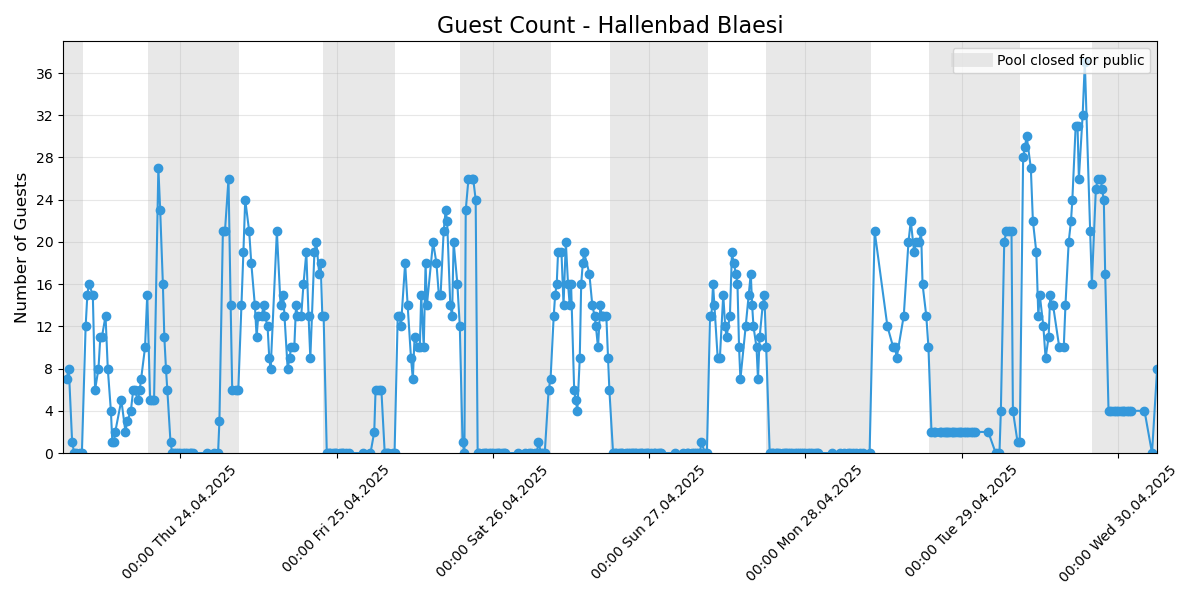 Guest Count - Hallenbad Blaesi
Pool closed for public
Number of Guests
36
32
28
24
20
16
12
8
4
0
00:00 Thu 24.04.2025
00:00 Fri 25.04.2025
00:00 Sat 26.04.2025
00:00 Sun 27.04.2025
00:00 Mon 28.04.2025
00:00 Tue 29.04.2025
00:00 Wed 30.04.2025